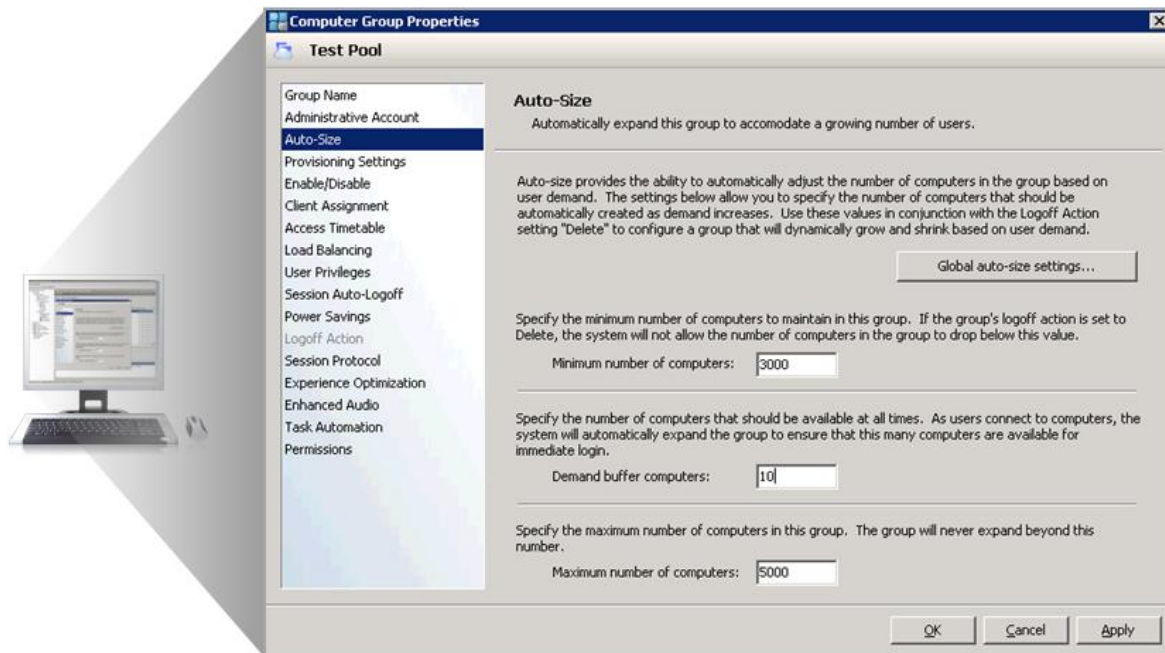 Computer Group Properties
Test Pool
Group Name
Administrative Account
Auto-Size
Provisioning Settings
Enable/Disable
Client Assignment
Access Timetable
Load Balancing
User Privileges
Session Auto-Logoff
Power Savings
Logoff Action
Session Protocol
Experience Optimization
Enhanced Audio
Task Automation
Permissions
Auto-Size
Automatically expand this group to accomodate a growing number of users.
Auto-size provides the ability to automatically adjust the number of computers in the group based on
user demand. The settings below allow you to specify the number of computers that should be
automatically created as demand increases. Use these values in conjunction with the Logoff Action
setting "Delete" to configure a group that will dynamically grow and shrink based on user demand.
Global auto-size settings...
Specify the minimum number of computers to maintain in this group. If the group's logoff action is set to
Delete, the system will not allow the number of computers in the group to drop below this value.
Minimum number of computers: 3000
Specify the number of computers that should be available at all times. As users connect to computers, the
system will automatically expand the group to ensure that this many computers are available for
immediate login.
Demand buffer computers: 10
Specify the maximum number of computers in this group. The group will never expand beyond this
number.
Maximum number of computers: 5000
OK Cancel Apply